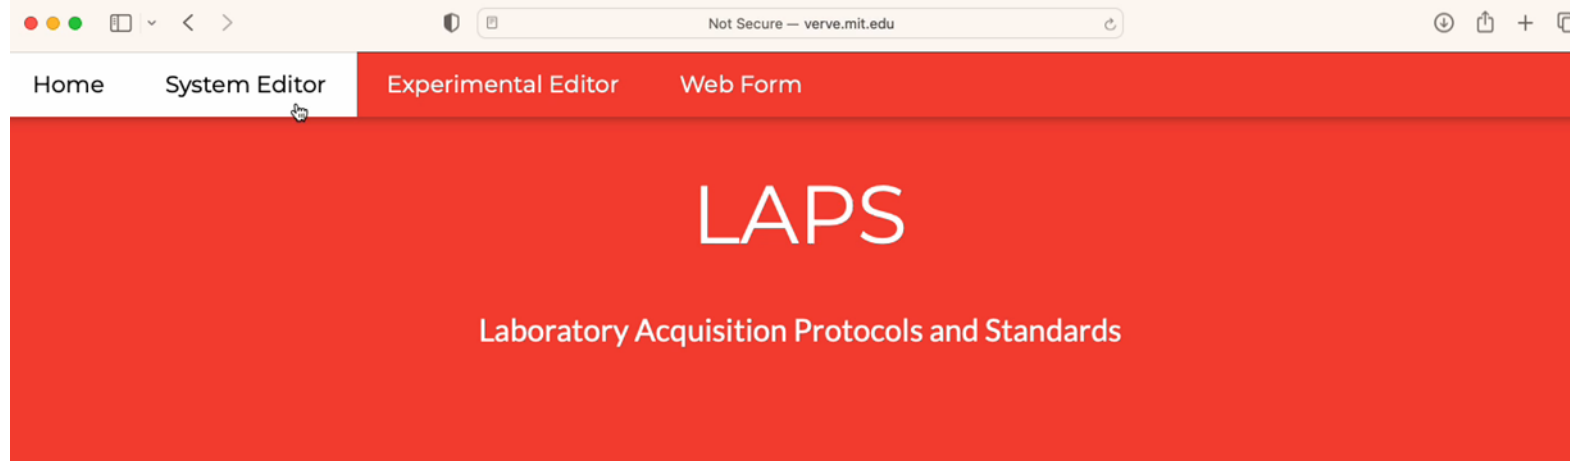 Not Secure — verve.mit.edu
Home System Editor Experimental Editor Web Form
LAPS
Laboratory Acquisition Protocols and Standards